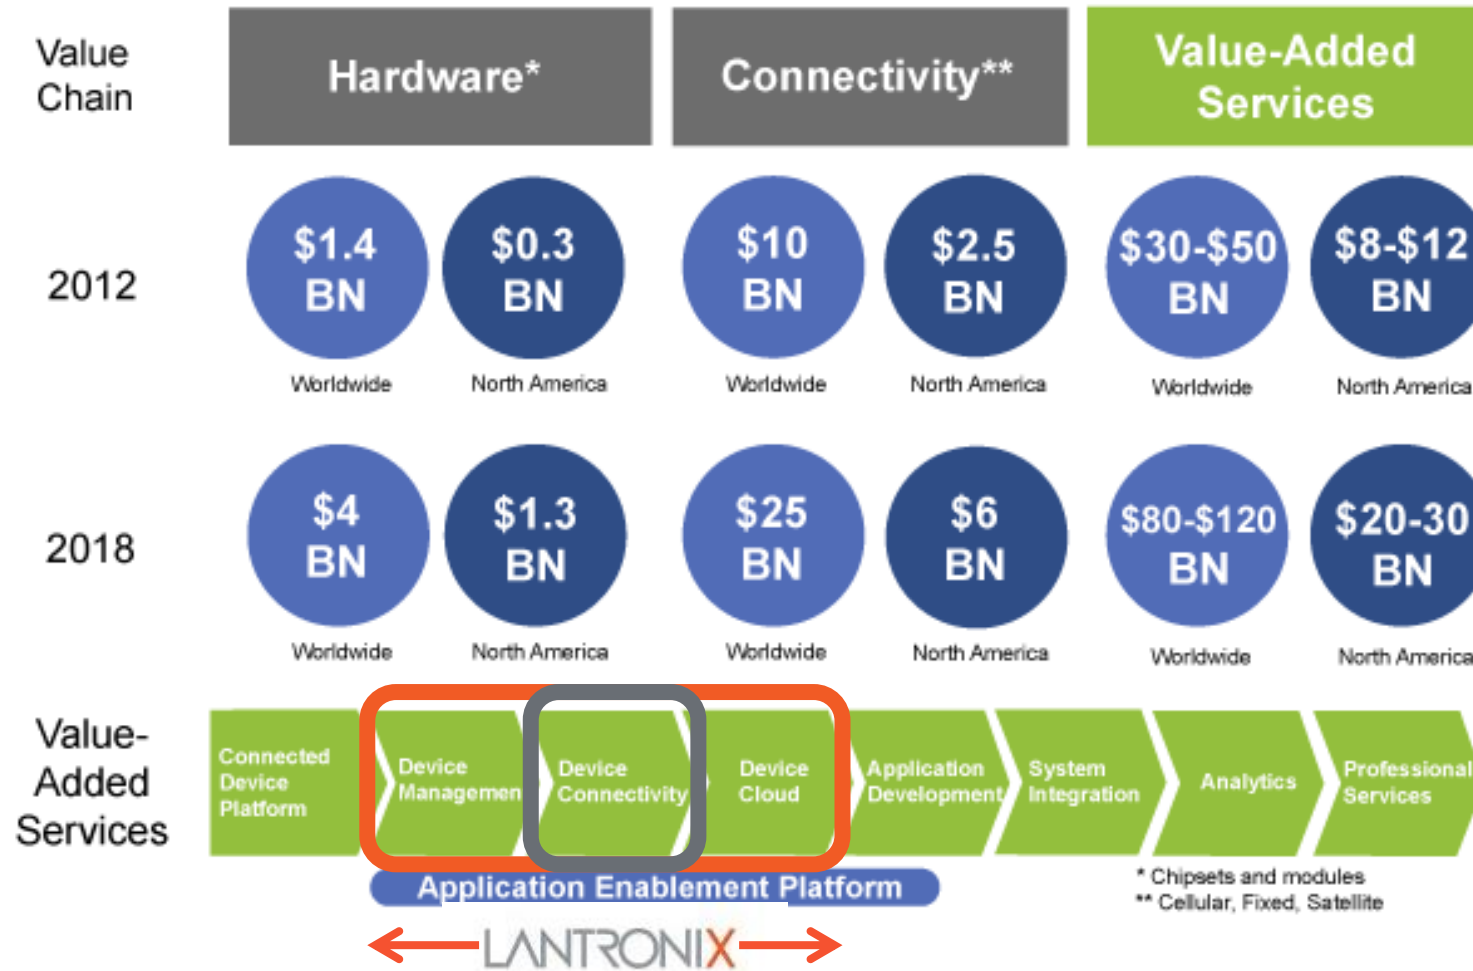 Value
Chain
Hardware*
Connectivity**
Value-Added
Services
2012
$1.4
BN
Worldwide
$0.3
BN
North America
$10
BN
Worldwide
$2.5
BN
North America
$30-$50
BN
Worldwide
$8-$12
BN
North America
2018
$4
BN
Worldwide
$1.3
BN
North America
$25
BN
Worldwide
$6
BN
North America
$80-$120
BN
Worldwide
$20-30
BN
North America
Value-
Added
Services
Connected
Device
Platform
Device
Managemen
Device
Connectivity
Device
Cloud
Application
Development
System
Integration
Analytics
Professional
Services
Application Enablement Platform
* Chipsets and modules
** Cellular, Fixed, Satellite
LANTRONIX